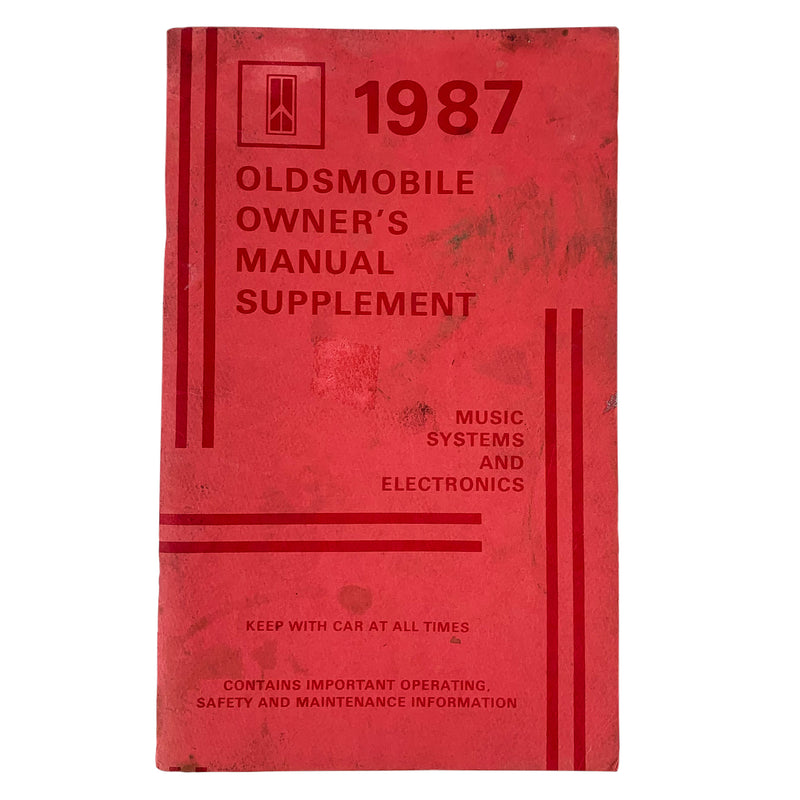 1987
OLDSMOBILE
OWNER'S
MANUAL
SUPPLEMENT
MUSIC
SYSTEMS
AND
ELECTRONICS
KEEP WITH CAR AT ALL TIMES
CONTAINS IMPORTANT OPERATING,
SAFETY AND MAINTENANCE INFORMATION